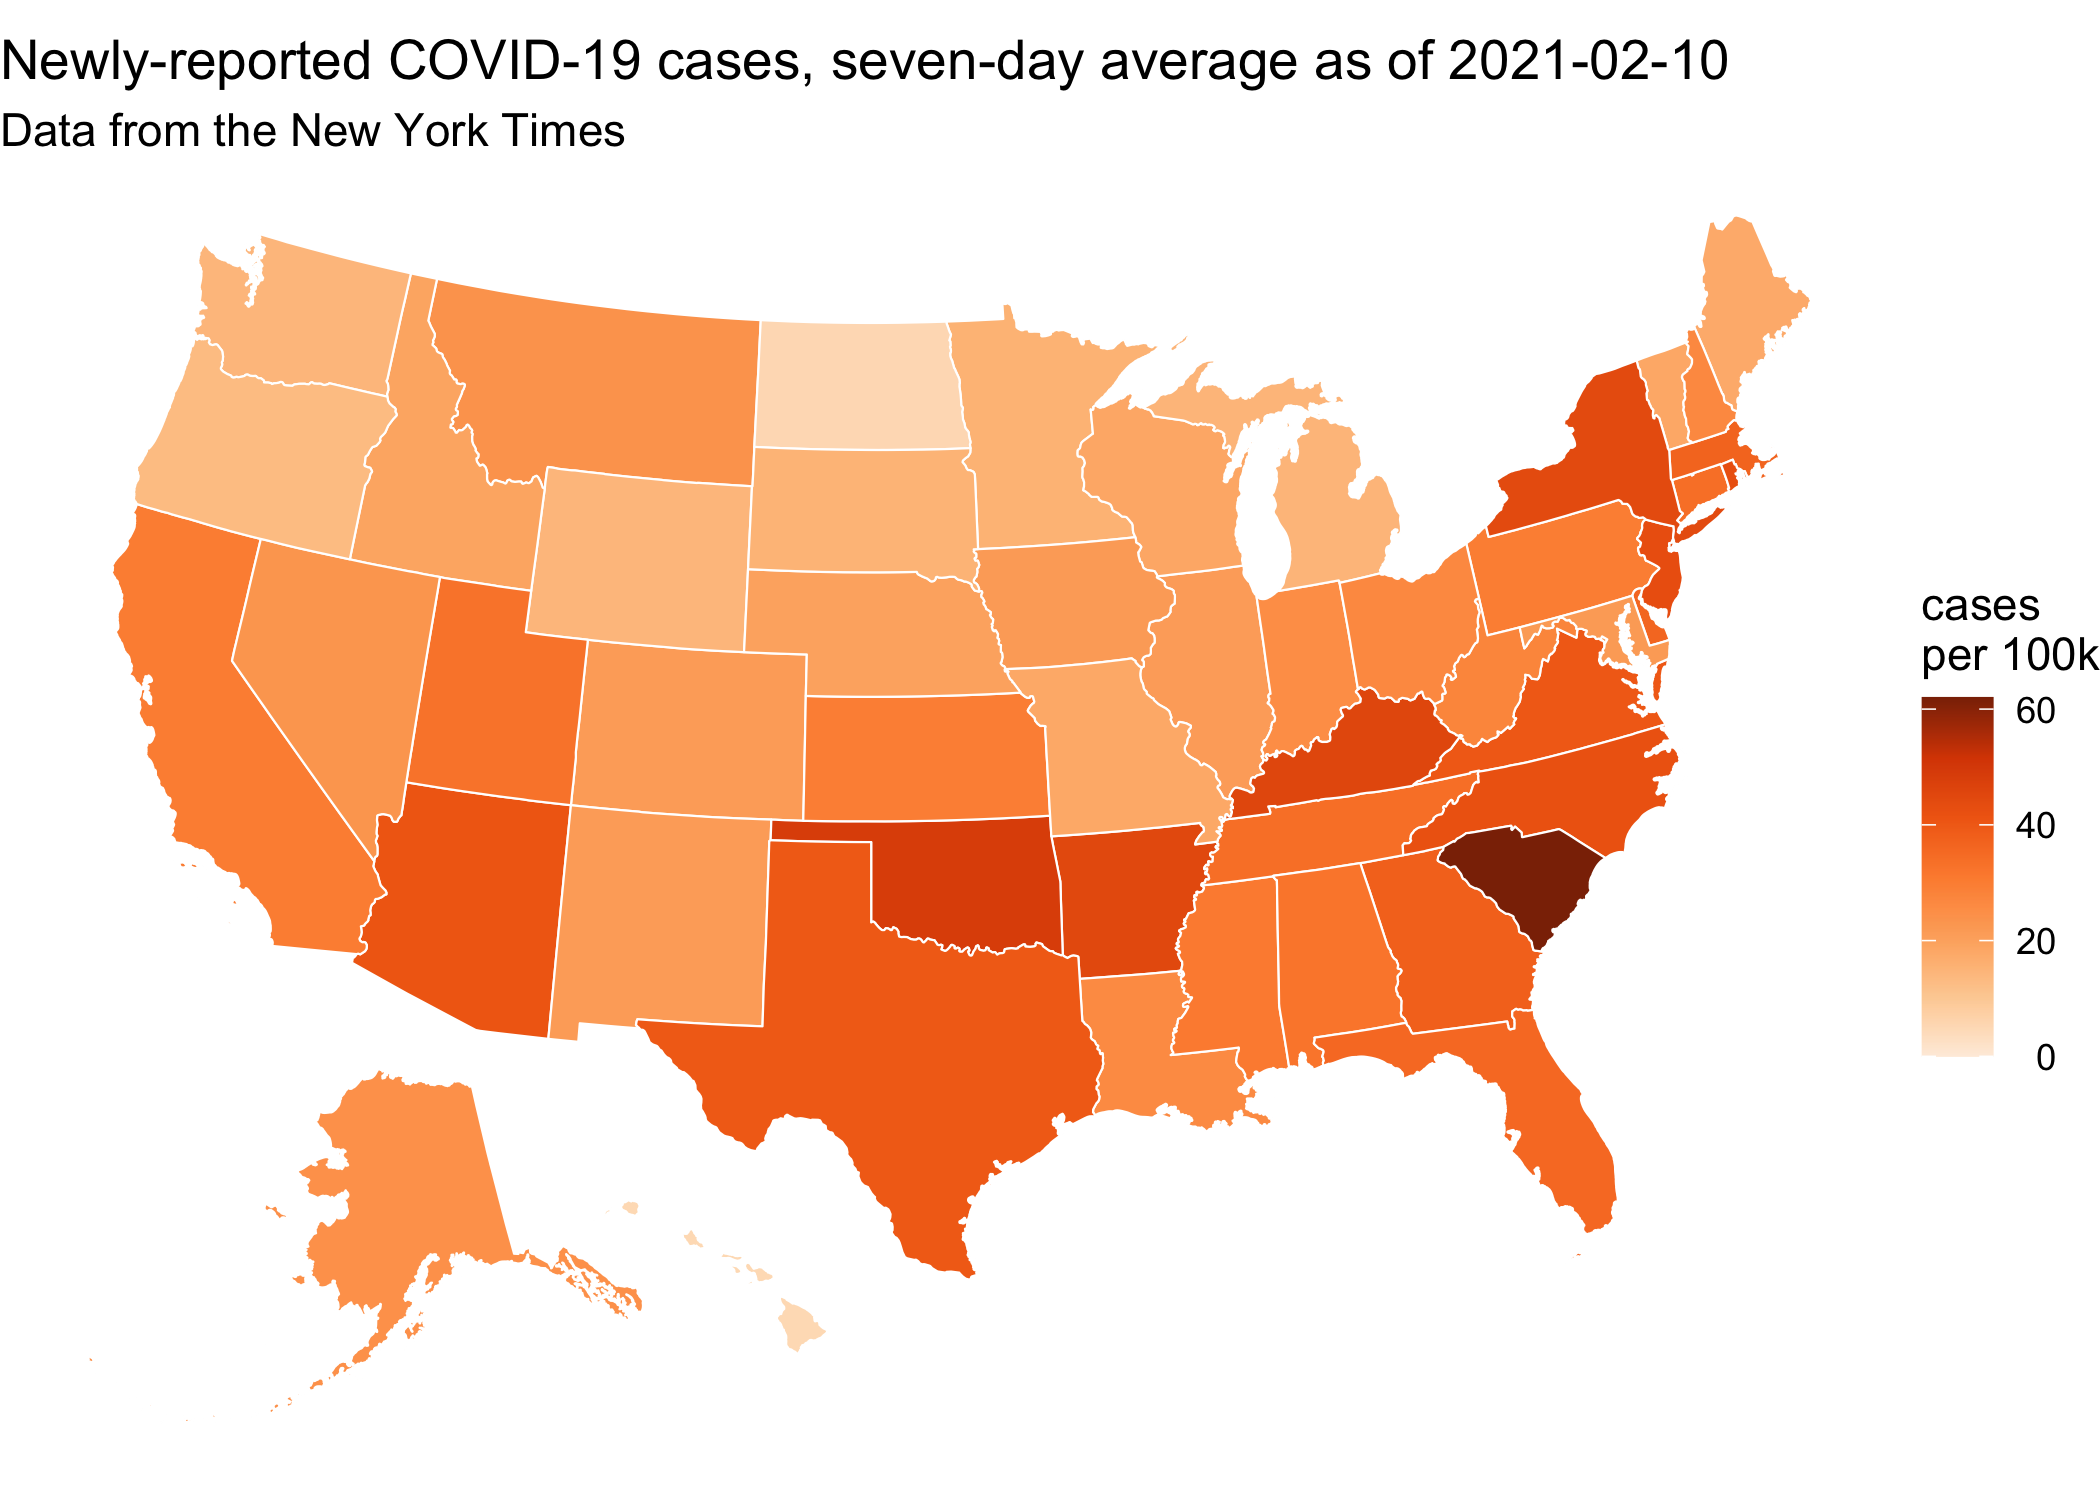 Newly-reported COVID-19 cases, seven-day average as of 2021-02-10
Data from the New York Times
cases
per 100k
60
40
20
0